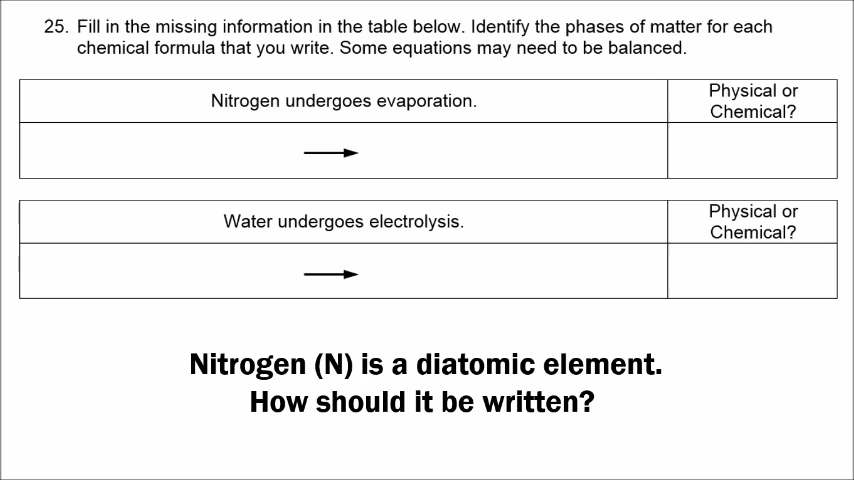 25. Fill in the missing information in the table below. Identify the phases of matter for each
chemical formula that you write. Some equations may need to be balanced.
Nitrogen undergoes evaporation.
Physical or
Chemical?
Water undergoes electrolysis.
Physical or
Chemical?
Nitrogen (N) is a diatomic element.
How should it be written?